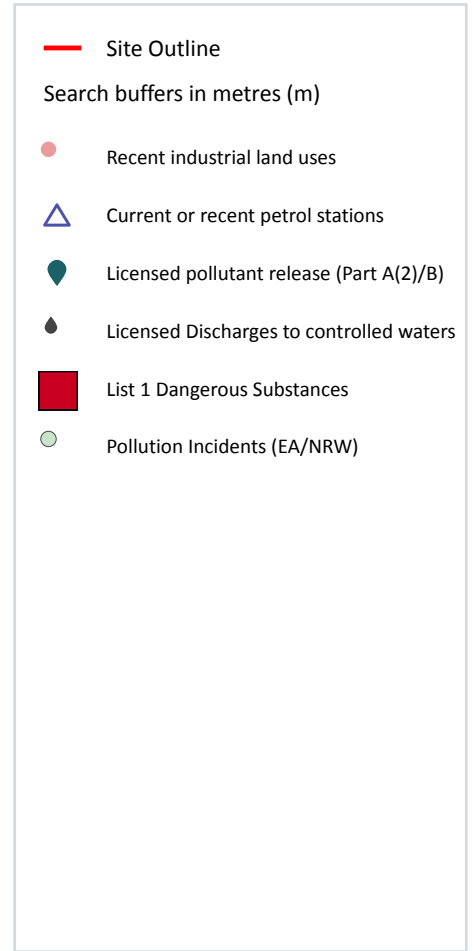 Site Outline
Search buffers in metres (m)
Recent industrial land uses
Current or recent petrol stations
Licensed pollutant release (Part A(2)/B)
Licensed Discharges to controlled waters
List 1 Dangerous Substances
Pollution Incidents (EA/NRW)